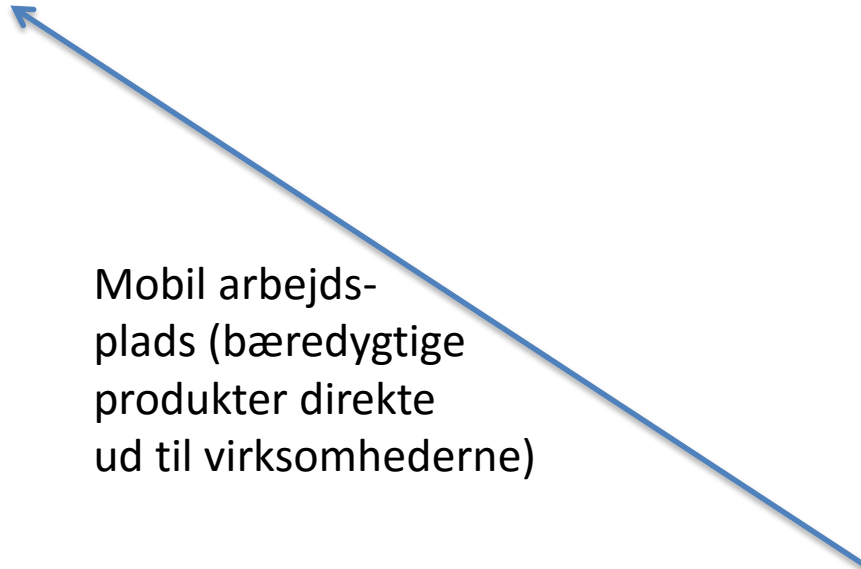 Mobil arbejds-
plads (bæredygtige
produkter direkte
ud til virksomhederne)